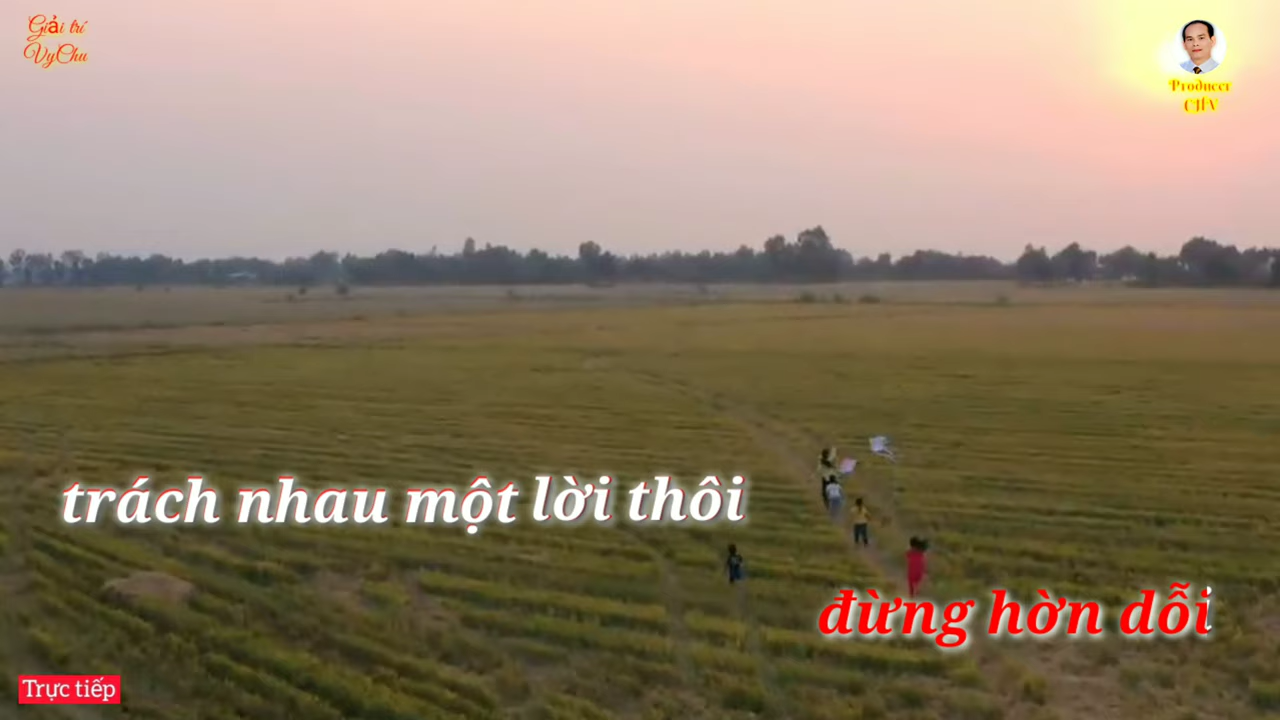 Giải trí
VyChu
Producer
CHV
trách nhau một lời thôi
đừng hờn dỗi
Trực tiếp